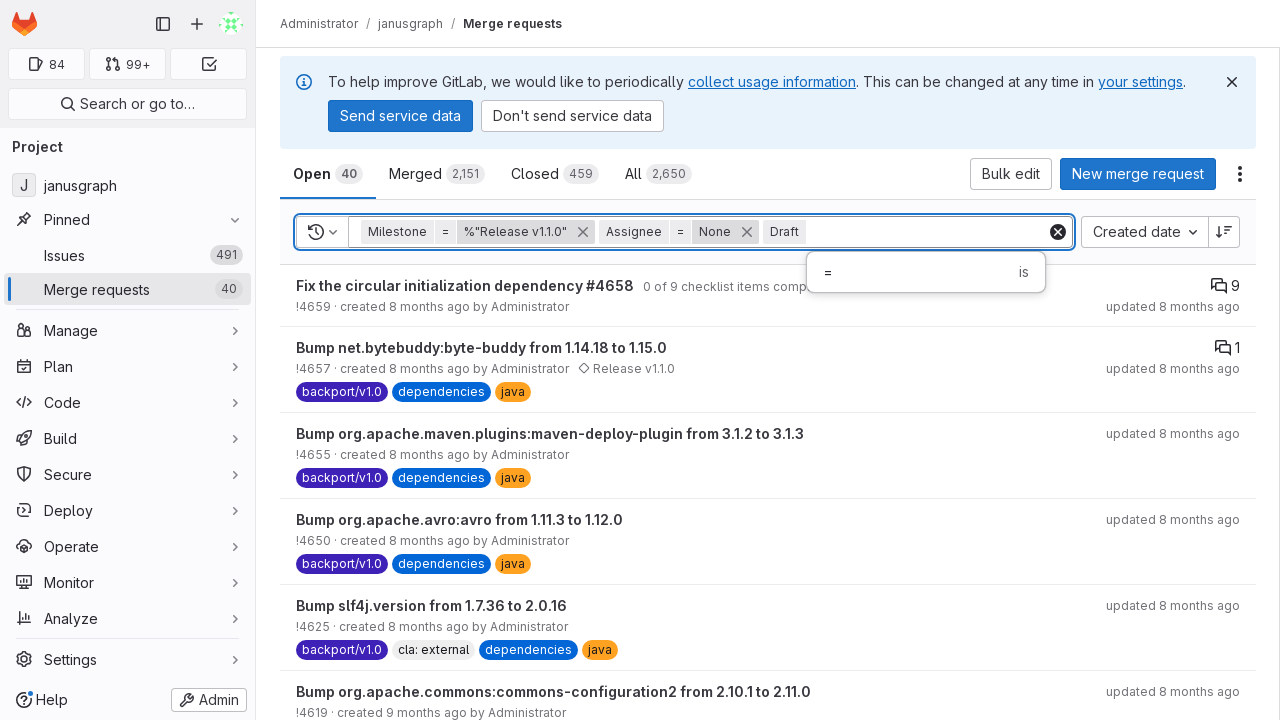 Administrator / janusgraph / Merge requests
84
99+
Search or go to…
Project
J janusgraph
Pinned
Issues 491
Merge requests 40
Manage
Plan
Code
Build
Secure
Deploy
Operate
Monitor
Analyze
Settings
Help
Admin
To help improve GitLab, we would like to periodically collect usage information. This can be changed at any time in your settings.
Send service data
Don't send service data
Open 40
Merged 2,151
Closed 459
All 2,650
Bulk edit
New merge request
Milestone = %"Release v1.1.0" Assignee = None Draft
Created date
= is
Fix the circular initialization dependency #4658 0 of 9 checklist items comp
9
!4659 · created 8 months ago by Administrator
updated 8 months ago
Bump net.bytebuddy:byte-buddy from 1.14.18 to 1.15.0
1
!4657 · created 8 months ago by Administrator Release v1.1.0
updated 8 months ago
backport/v1.0 dependencies java
Bump org.apache.maven.plugins:maven-deploy-plugin from 3.1.2 to 3.1.3
updated 8 months ago
!4655 · created 8 months ago by Administrator
backport/v1.0 dependencies java
Bump org.apache.avro:avro from 1.11.3 to 1.12.0
updated 8 months ago
!4650 · created 8 months ago by Administrator
backport/v1.0 dependencies java
Bump slf4j.version from 1.7.36 to 2.0.16
updated 8 months ago
!4625 · created 8 months ago by Administrator
backport/v1.0 cla: external dependencies java
Bump org.apache.commons:commons-configuration2 from 2.10.1 to 2.11.0
updated 8 months ago
!4619 · created 9 months ago by Administrator